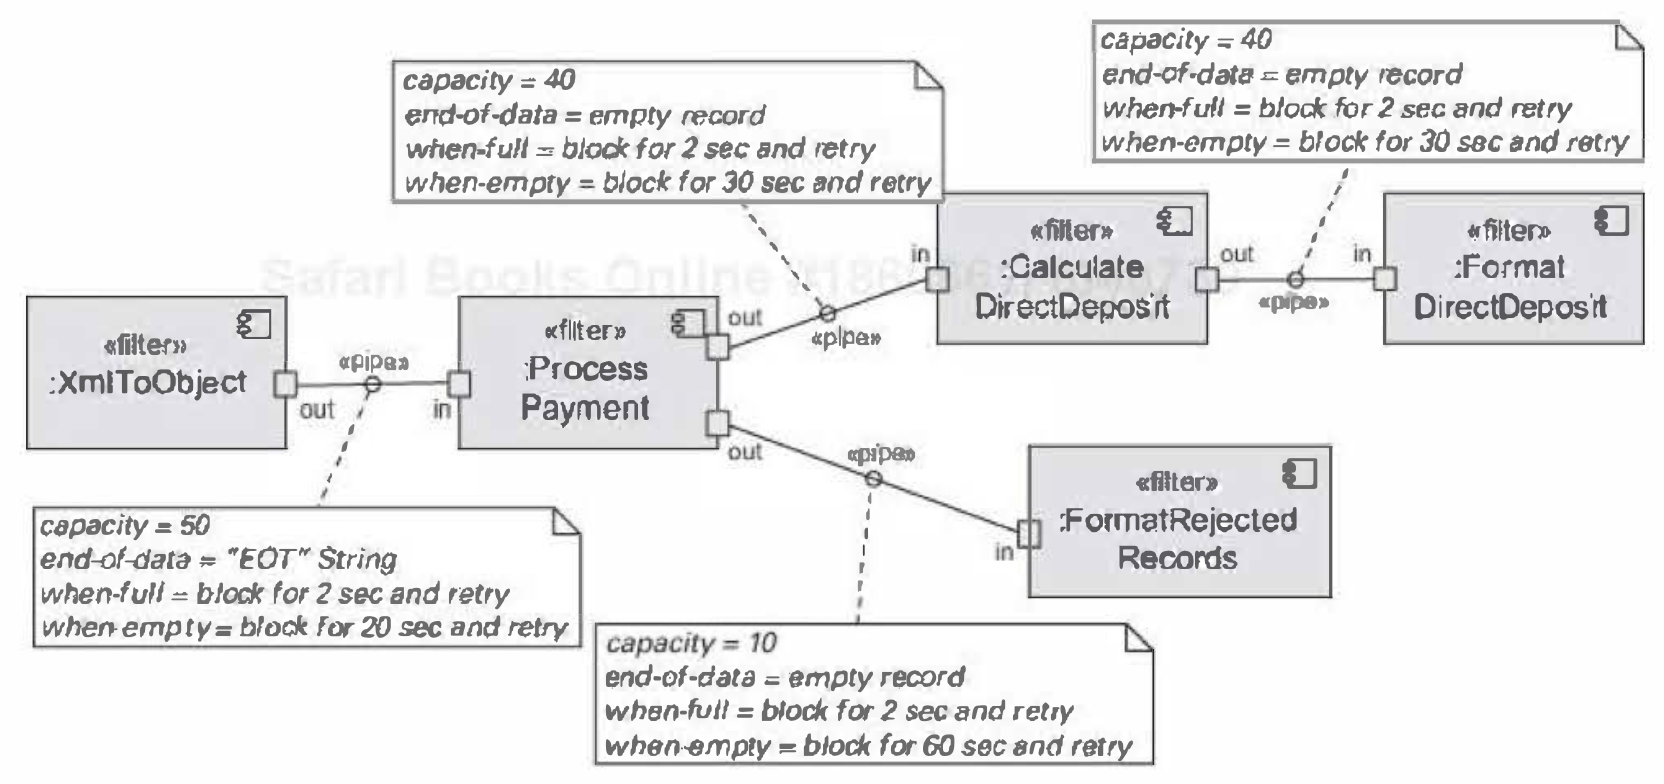 capacity = 40
end-of-data = empty record
when-full = block for 2 sec and retry
when-empty = block for 30 sec and retry
capacity = 40
end-of-data = empty record
when-full = block for 2 sec and retry
when-empty = block for 30 sec and retry
Safari Books Online
«filter»
:XmlToObject
out
«pipe»
in
«filter»
:Process
Payment
out
out
«pipe»
in
«filter»
:Calculate
DirectDeposit
out
«pipe»
in
«filter»
:Format
DirectDeposit
«pipe»
in
«filter»
:FormatRejected
Records
capacity = 50
end-of-data = "EOT" String
when-full = block for 2 sec and retry
when empty = block for 20 sec and retry
capacity = 10
end-of-data = empty record
when-full = block for 2 sec and retry
when-empty = block for 60 sec and retry